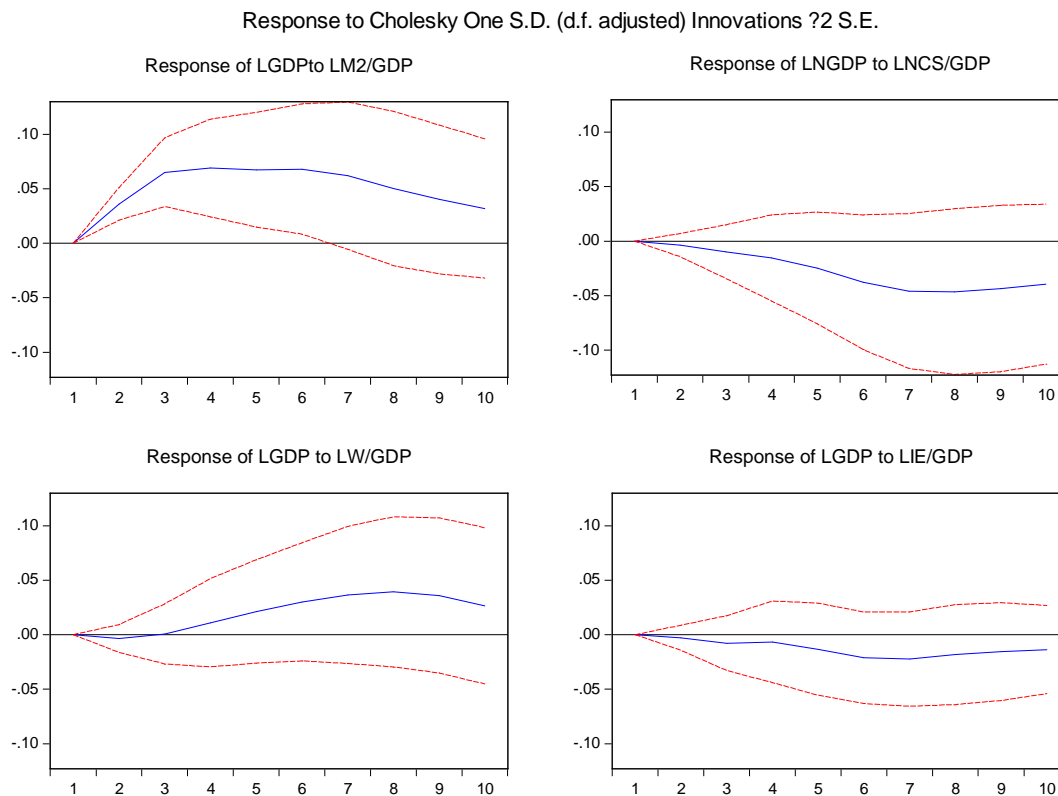 Response to Cholesky One S.D. (d.f. adjusted) Innovations ?2 S.E.
Response of LGDPto LM2/GDP
.10
.05
.00
-.05
-.10
1 2 3 4 5 6 7 8 9 10
Response of LNGDP to LNCS/GDP
.10
.05
.00
-.05
-.10
1 2 3 4 5 6 7 8 9 10
Response of LGDP to LW/GDP
.10
.05
.00
-.05
-.10
1 2 3 4 5 6 7 8 9 10
Response of LGDP to LIE/GDP
.10
.05
.00
-.05
-.10
1 2 3 4 5 6 7 8 9 10